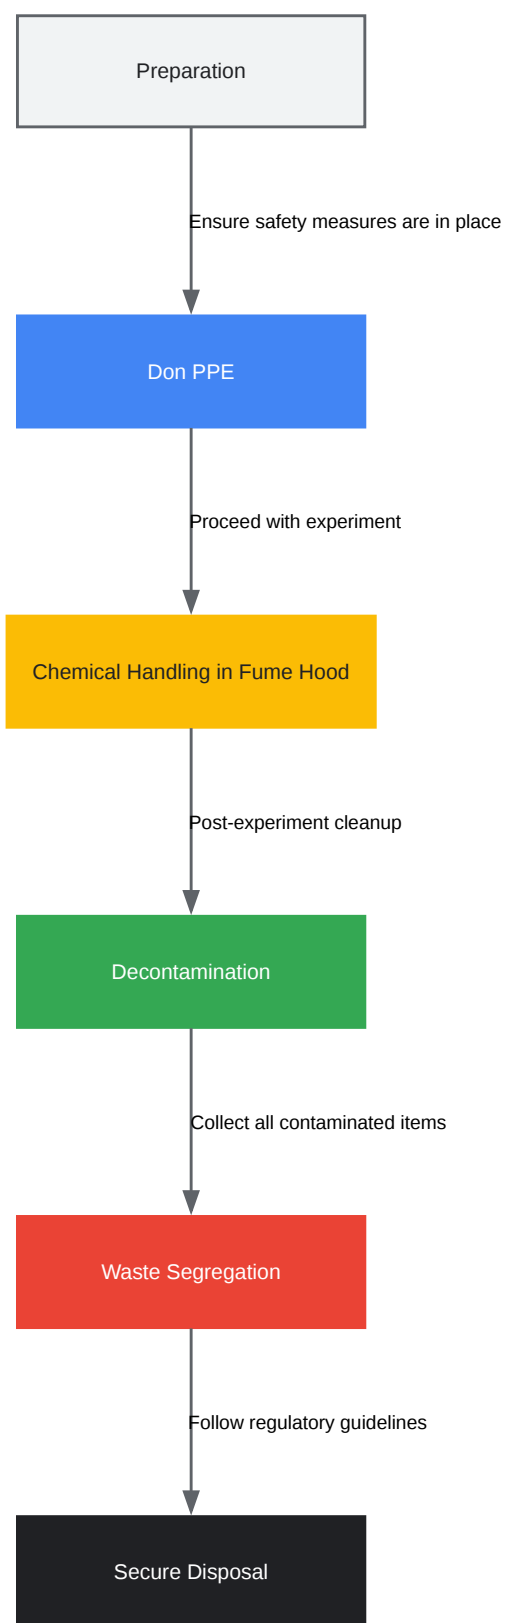 Preparation
Ensure safety measures are in place
Don PPE
Proceed with experiment
Chemical Handling in Fume Hood
Post-experiment cleanup
Decontamination
Collect all contaminated items
Waste Segregation
Follow regulatory guidelines
Secure Disposal